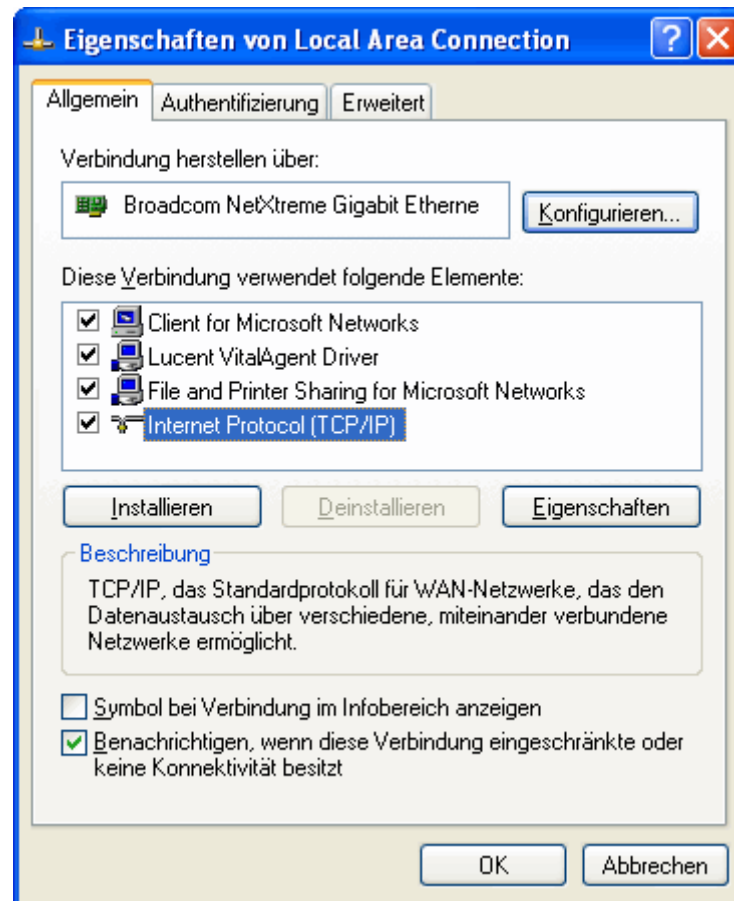 Eigenschaften von Local Area Connection
Allgemein
Authentifizierung
Erweitert
Verbindung herstellen über:
Broadcom NetXtreme Gigabit Etherne
Konfigurieren...
Diese Verbindung verwendet folgende Elemente:
Client for Microsoft Networks
Lucent VitalAgent Driver
File and Printer Sharing for Microsoft Networks
Internet Protocol (TCP/IP)
Installieren
Deinstallieren
Eigenschaften
Beschreibung
TCP/IP, das Standardprotokoll für WAN-Netzwerke, das den
Datenaustausch über verschiedene, miteinander verbundene
Netzwerke ermöglicht.
Symbol bei Verbindung im Infobereich anzeigen
Benachrichtigen, wenn diese Verbindung eingeschränkte oder
keine Konnektivität besitzt
OK
Abbrechen